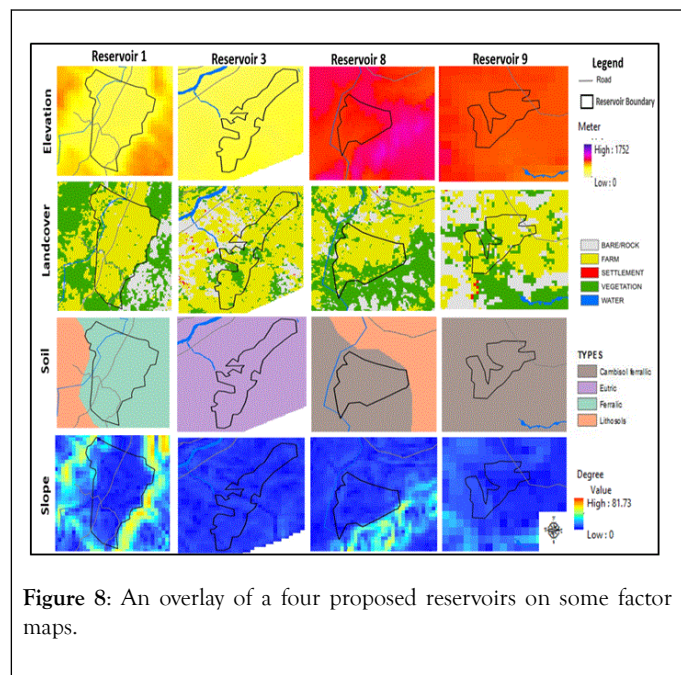 Reservoir 1 Reservoir 3 Reservoir 8 Reservoir 9
Legend
Road
Reservoir Boundary
Elevation
Meter
High : 1752
Low : 0
Landcover
BARE/ROCK
FARM
SETTLEMENT
VEGETATION
WATER
Soil
TYPES
Cambisol ferrallic
Eutric
Ferralic
Lithosols
Slope
Degree
Value
High : 81.73
Low : 0
Figure 8: An overlay of a four proposed reservoirs on some factor
maps.